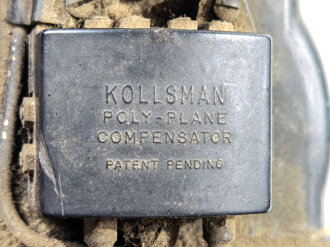 KOLLSMAN
POLY-PLANE
COMPENSATOR
PATENT PENDING